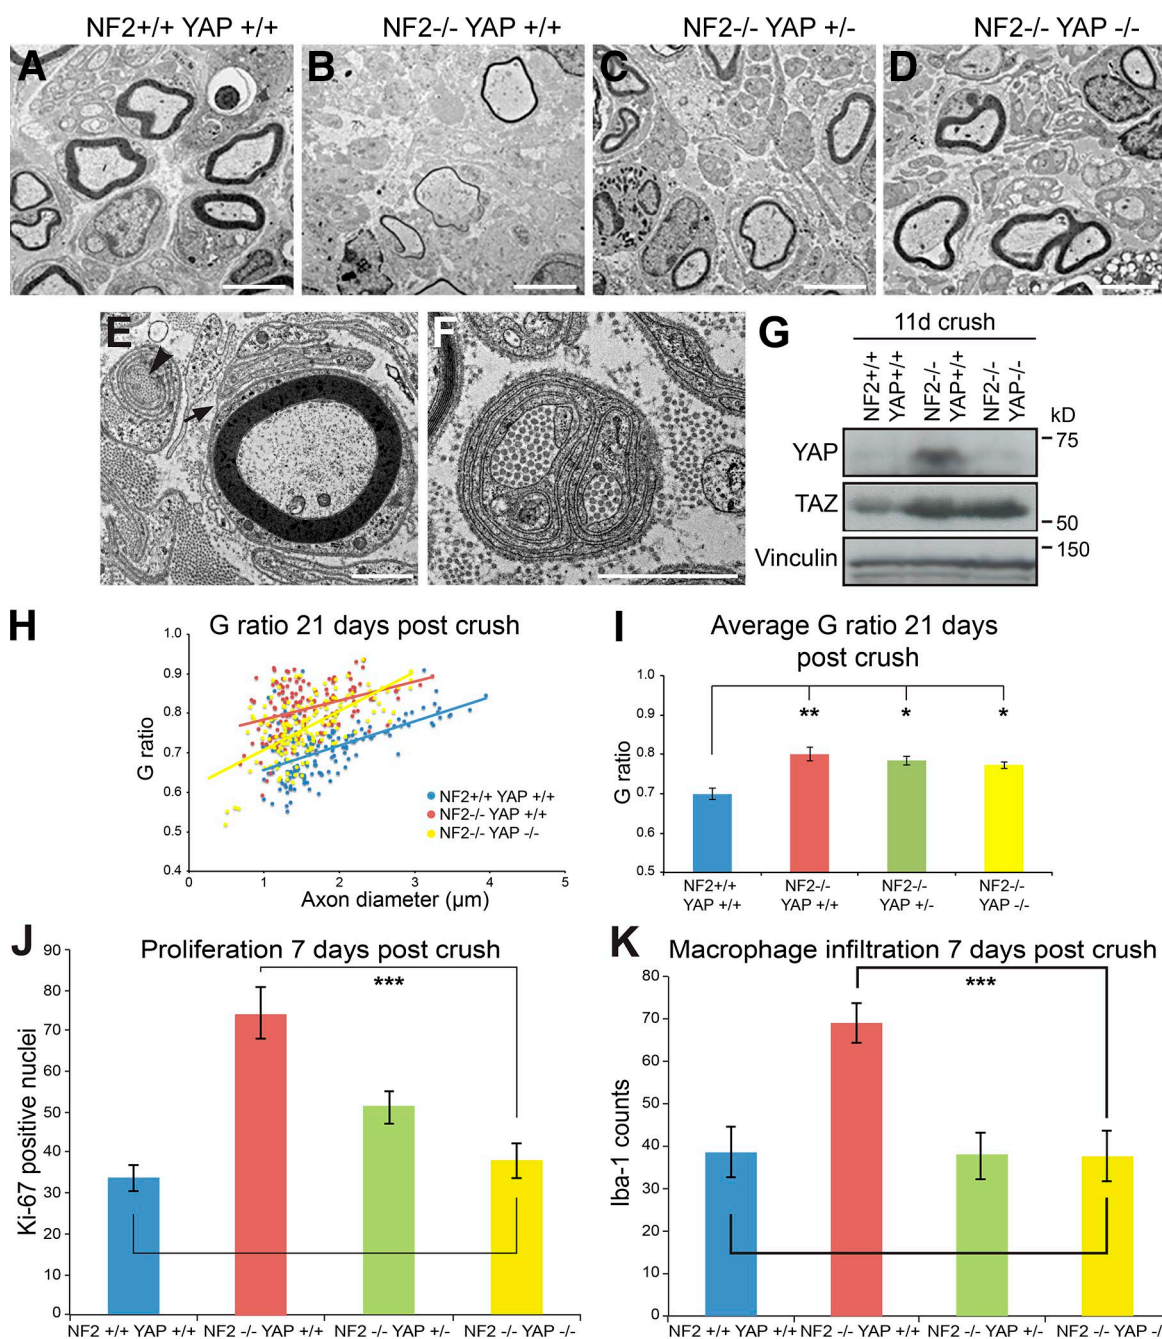 NF2+/+ YAP +/+
NF2-/- YAP +/+
NF2-/- YAP +/-
NF2-/- YAP -/-
A
B
C
D
E
F
G
11d crush
NF2+/+
YAP+/+
NF2-/-
YAP+/+
NF2-/-
YAP-/-
kD
YAP
75
TAZ
50
Vinculin
150
H
G ratio 21 days post crush
G ratio
1.0
0.9
0.8
0.7
0.6
0.5
0.4
NF2+/+ YAP +/+
NF2-/- YAP +/+
NF2-/- YAP -/-
0 1 2 3 4 5
Axon diameter (µm)
I
Average G ratio 21 days
post crush
G ratio
1.0
0.9
0.8
0.7
0.6
0.5
** * *
NF2+/+
YAP +/+
NF2-/-
YAP +/+
NF2-/-
YAP +/-
NF2-/-
YAP -/-
J
Proliferation 7 days post crush
***
Ki-67 positive nuclei
90
80
70
60
50
40
30
20
10
0
NF2 +/+ YAP +/+ NF2 -/- YAP +/+ NF2 -/- YAP +/- NF2 -/- YAP -/-
K
Macrophage infiltration 7 days post crush
***
Iba-1 counts
80
70
60
50
40
30
20
10
0
NF2 +/+ YAP +/+ NF2 -/- YAP +/+ NF2 -/- YAP +/- NF2 -/- YAP -/-